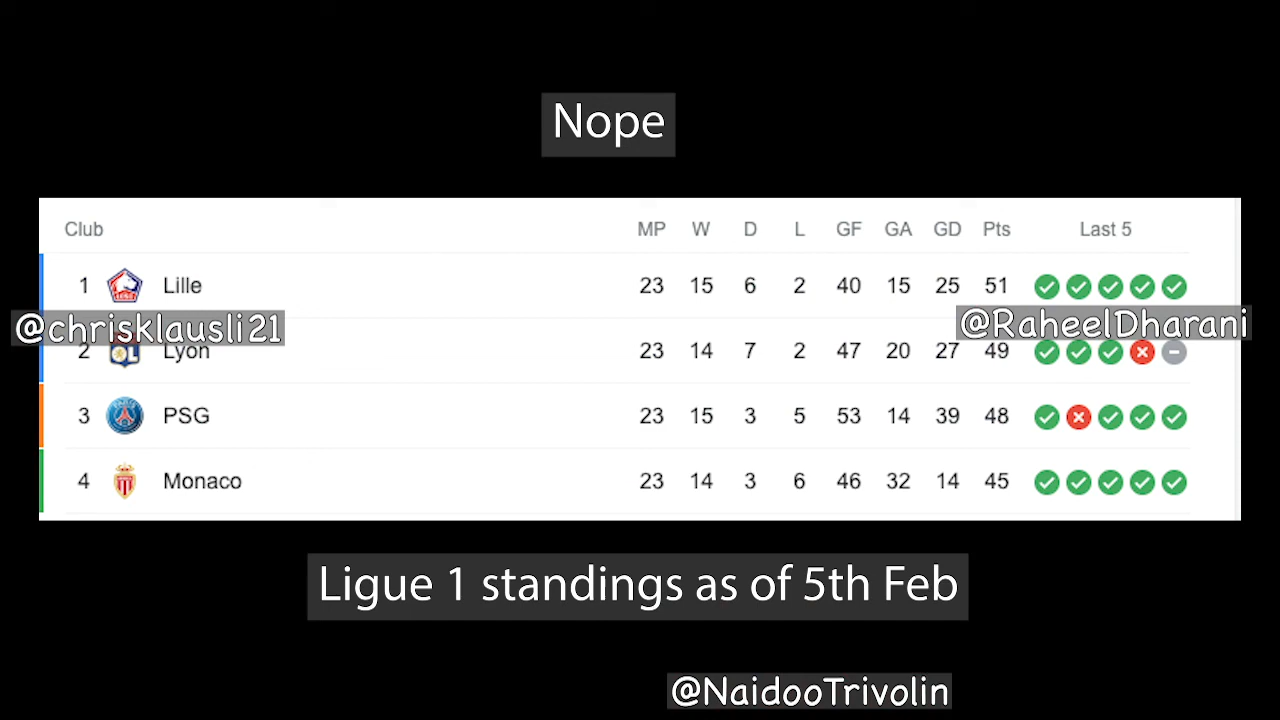 Nope
Club MP W D L GF GA GD Pts Last 5
1 Lille 23 15 6 2 40 15 25 51
@chrisklausli21 @RaheelDharani
2 Lyon 23 14 7 2 47 20 27 49
3 PSG 23 15 3 5 53 14 39 48
4 Monaco 23 14 3 6 46 32 14 45
Ligue 1 standings as of 5th Feb
@NaidooTrivolin